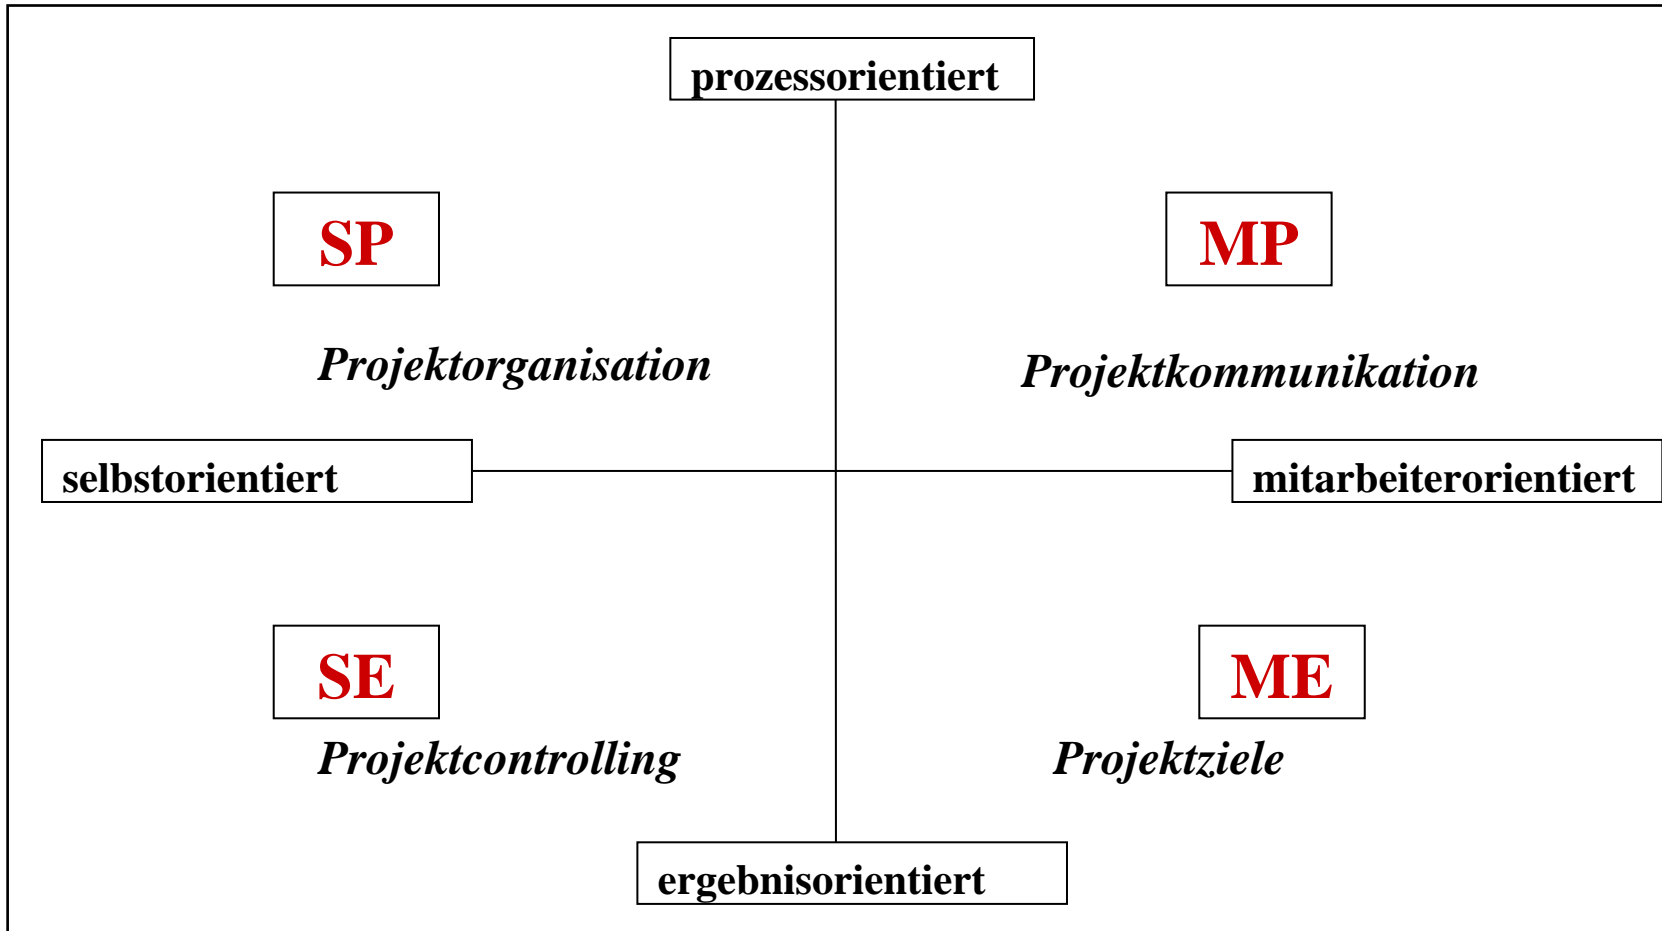 prozessorientiert
SP
MP
Projektorganisation
Projektkommunikation
selbstorientiert
mitarbeiterorientiert
SE
ME
Projektcontrolling
Projektziele
ergebnisorientiert